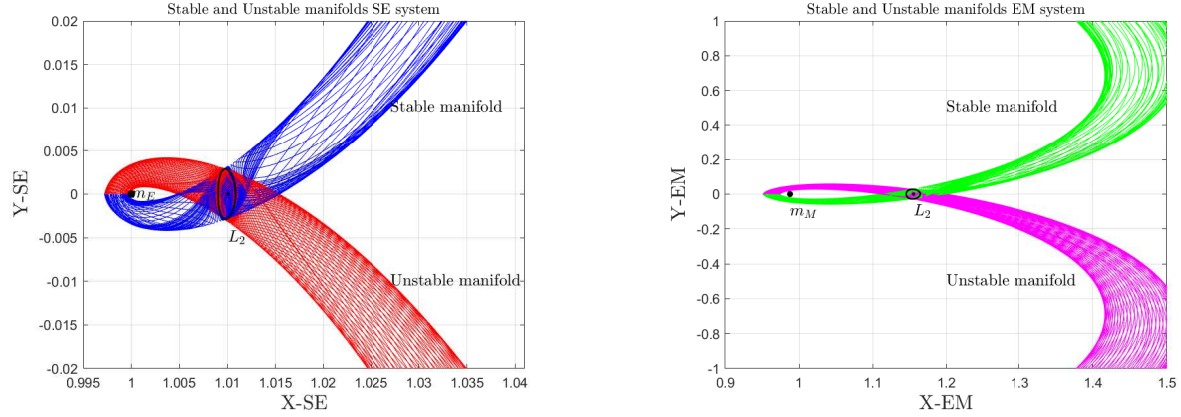 Stable and Unstable manifolds SE system
0.02
0.015
0.01
0.005
0
-0.005
-0.01
-0.015
-0.02
Y-SE
Stable manifold
m_E
L_2
Unstable manifold
0.995 1 1.005 1.01 1.015 1.02 1.025 1.03 1.035 1.04
X-SE
Stable and Unstable manifolds EM system
1
0.8
0.6
0.4
0.2
0
-0.2
-0.4
-0.6
-0.8
-1
Y-EM
Stable manifold
m_M
L_2
Unstable manifold
0.9 1 1.1 1.2 1.3 1.4 1.5
X-EM